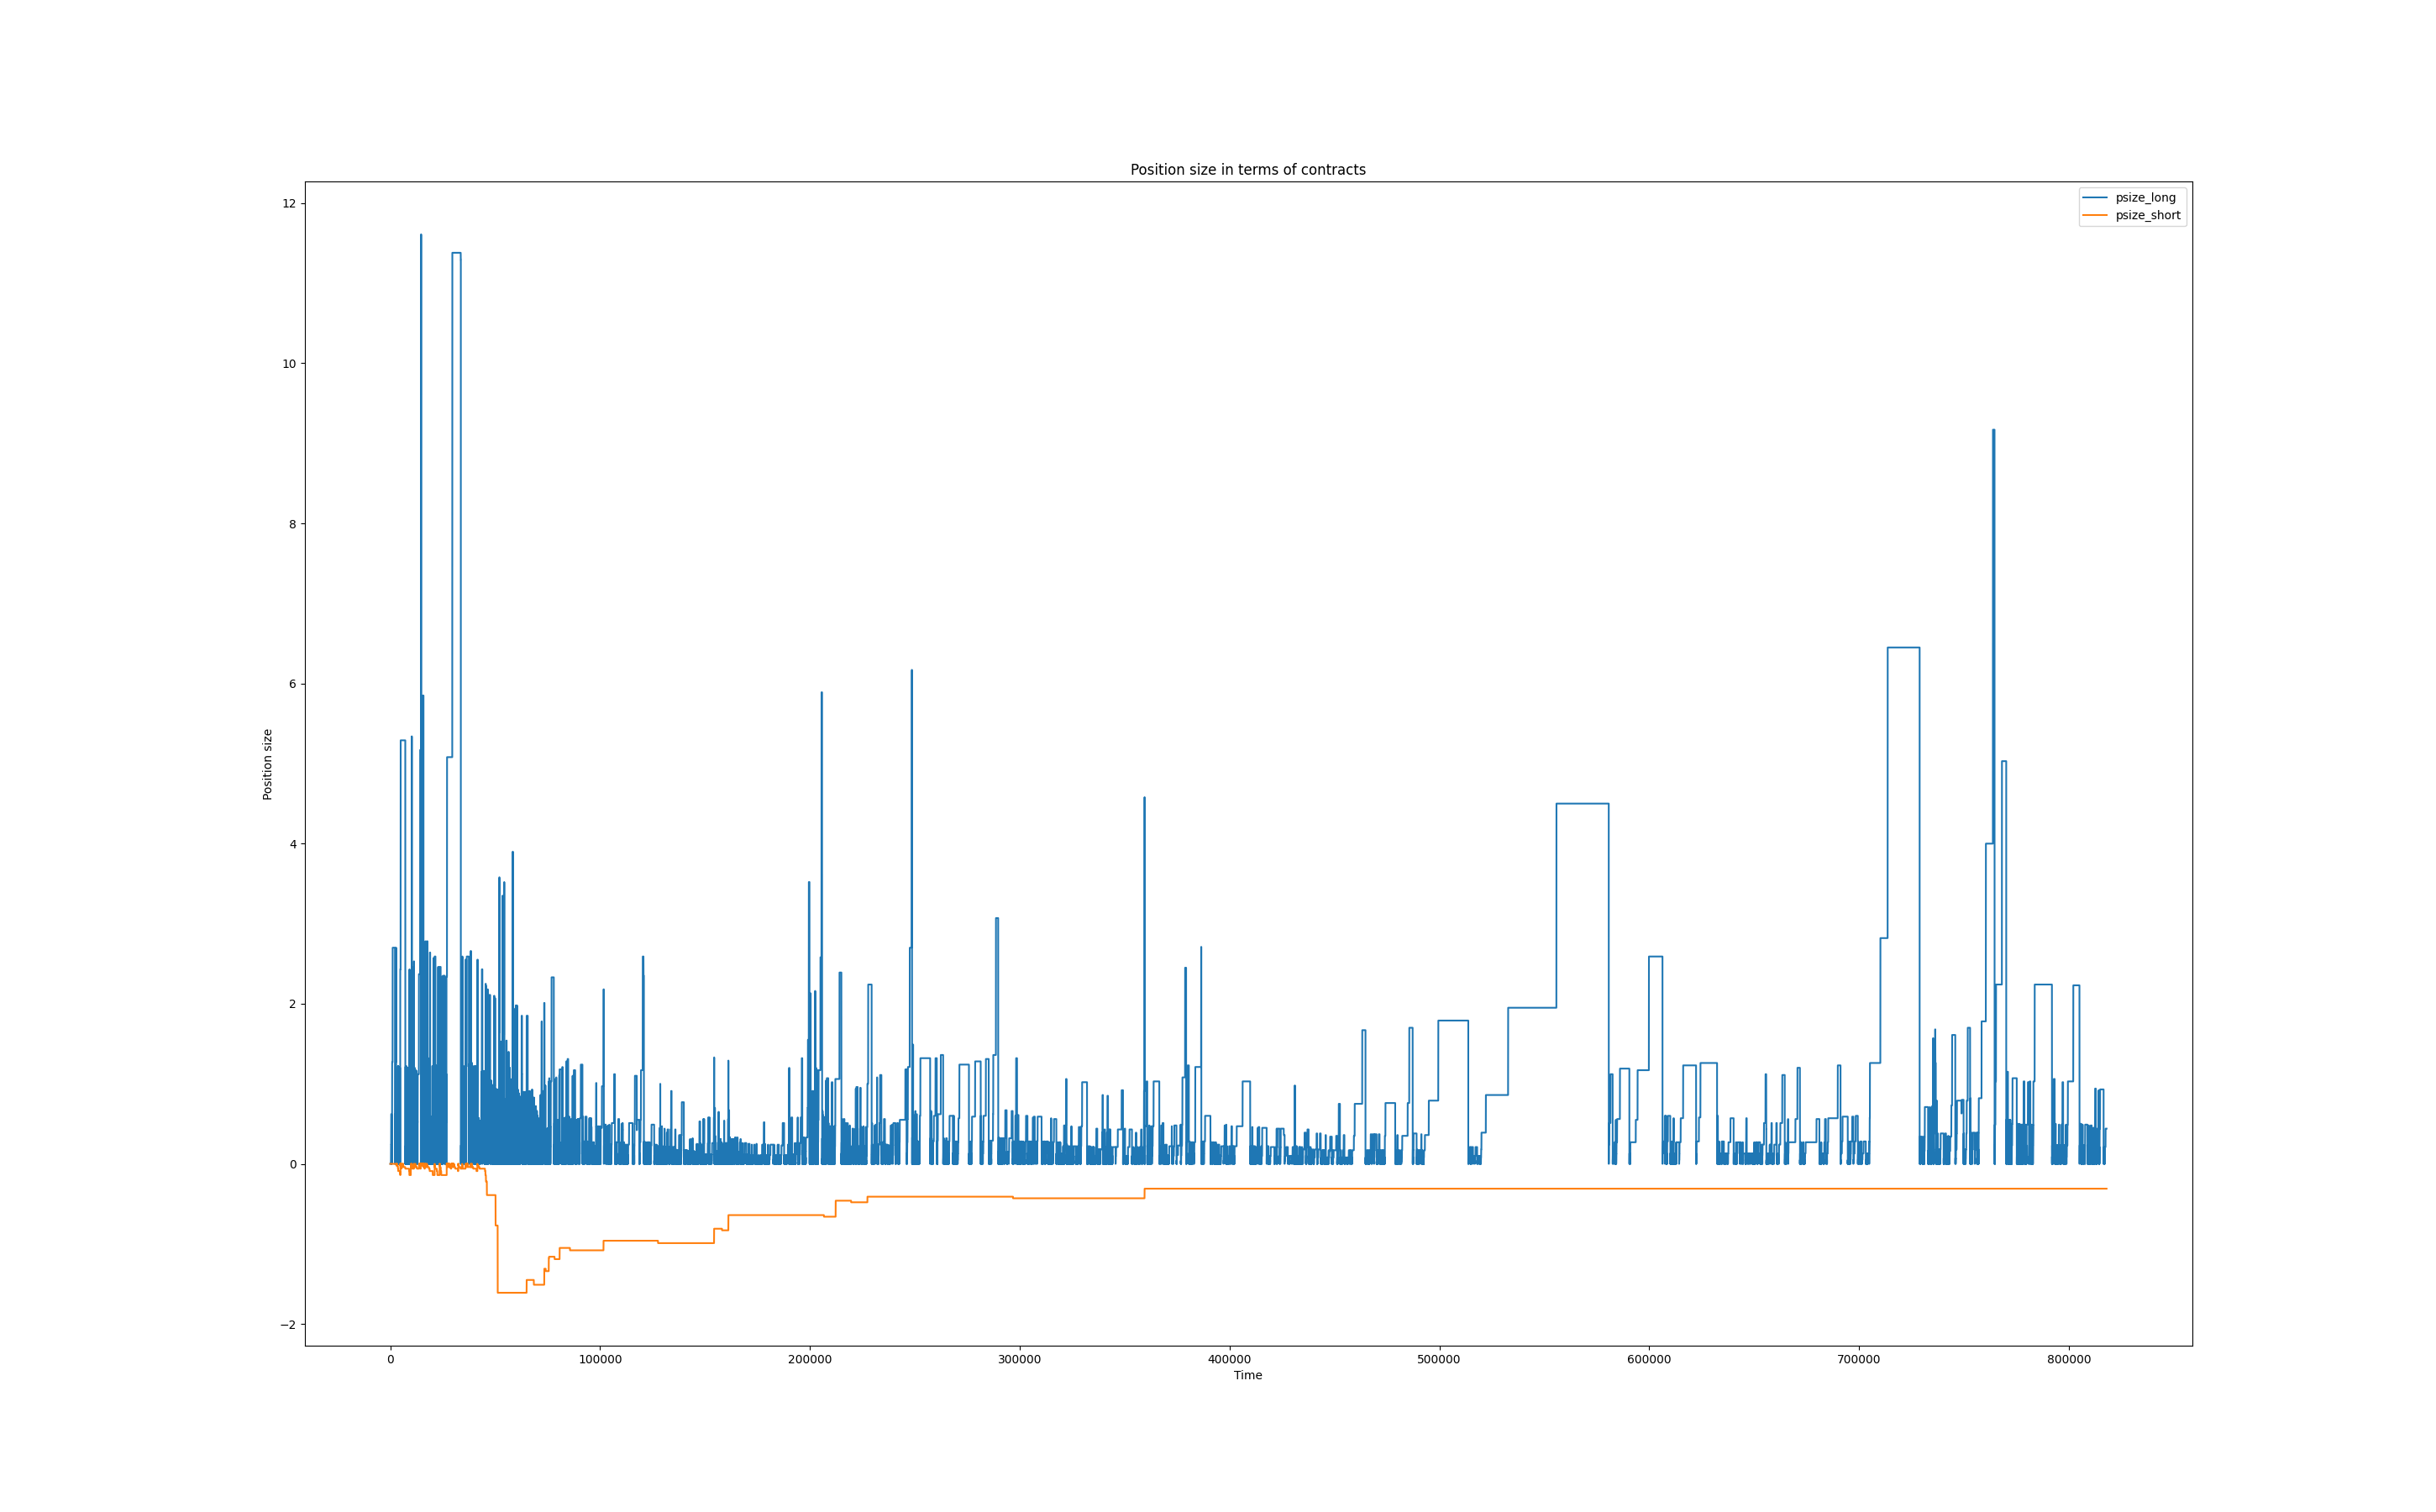 Position size in terms of contracts
psize_long
psize_short
12
10
8
6
4
2
0
−2
Position size
0 100000 200000 300000 400000 500000 600000 700000 800000
Time